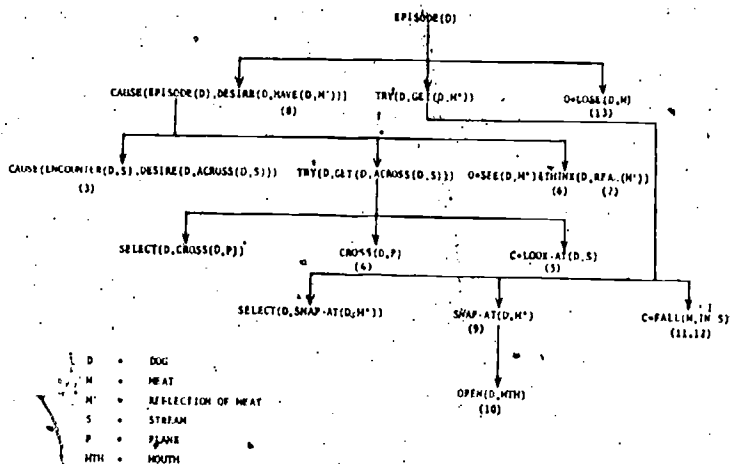 EPISODE(D)
CAUSE(EPISODE(D),DESIRE(D,HAVE(D,M')))
(8)
TRY(D,GET(D,M'))
O=LOSE(D,M)
(13)
CAUSE(ENCOUNTER(D,S),DESIRE(D,ACROSS(D,S)))
(3)
TRY(D,GET(D,ACROSS(D,S)))
O=SEE(D,M')&THINK(D,REAL(M'))
(6) (7)
SELECT(D,CROSS(D,P))
CROSS(D,P)
(4)
C=LOOK-AT(D,S)
(5)
SELECT(D,SNAP-AT(D,M'))
SNAP-AT(D,M')
(9)
C=FALL(M,IN S)
(11,12)
OPEN(D,MTH)
(10)
D = DOG
M = MEAT
M' = REFLECTION OF MEAT
S = STREAM
P = PLANK
MTH = MOUTH